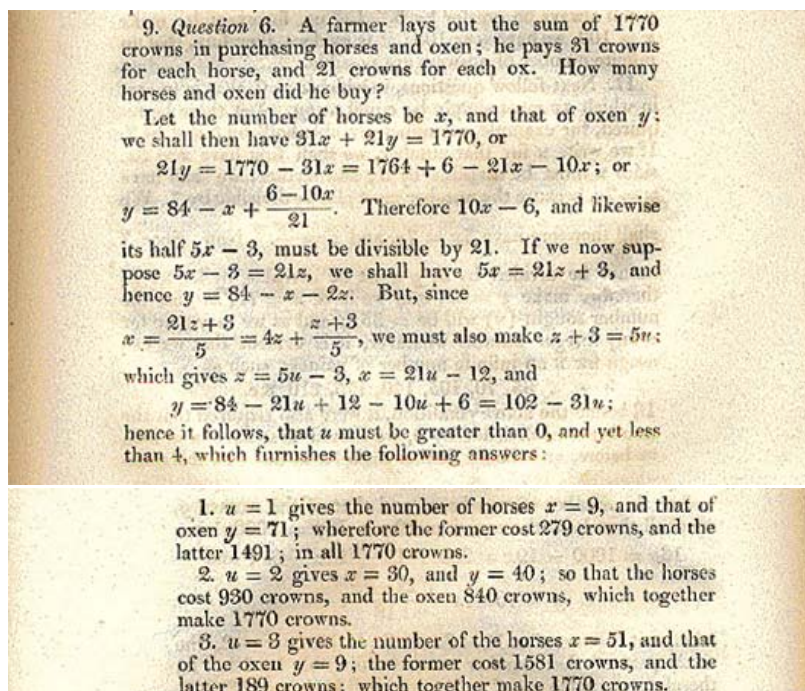 9. Question 6. A farmer lays out the sum of 1770
crowns in purchasing horses and oxen; he pays 31 crowns
for each horse, and 21 crowns for each ox. How many
horses and oxen did he buy?
Let the number of horses be x, and that of oxen y;
we shall then have 31x + 21y = 1770, or
21y = 1770 − 31x = 1764 + 6 − 21x − 10x; or
y = 84 − x + (6−10x)/21. Therefore 10x − 6, and likewise
its half 5x − 3, must be divisible by 21. If we now sup-
pose 5x − 3 = 21z, we shall have 5x = 21z + 3, and
hence y = 84 − x − 2z. But, since
x = (21z+3)/5 = 4z + (z+3)/5, we must also make z + 3 = 5u;
which gives z = 5u − 3, x = 21u − 12, and
y = 84 − 21u + 12 − 10u + 6 = 102 − 31u;
hence it follows, that u must be greater than 0, and yet less
than 4, which furnishes the following answers:
1. u = 1 gives the number of horses x = 9, and that of
oxen y = 71; wherefore the former cost 279 crowns, and the
latter 1491; in all 1770 crowns.
2. u = 2 gives x = 30, and y = 40; so that the horses
cost 930 crowns, and the oxen 840 crowns, which together
make 1770 crowns.
3. u = 3 gives the number of the horses x = 51, and that
of the oxen y = 9; the former cost 1581 crowns, and the
latter 189 crowns; which together make 1770 crowns.